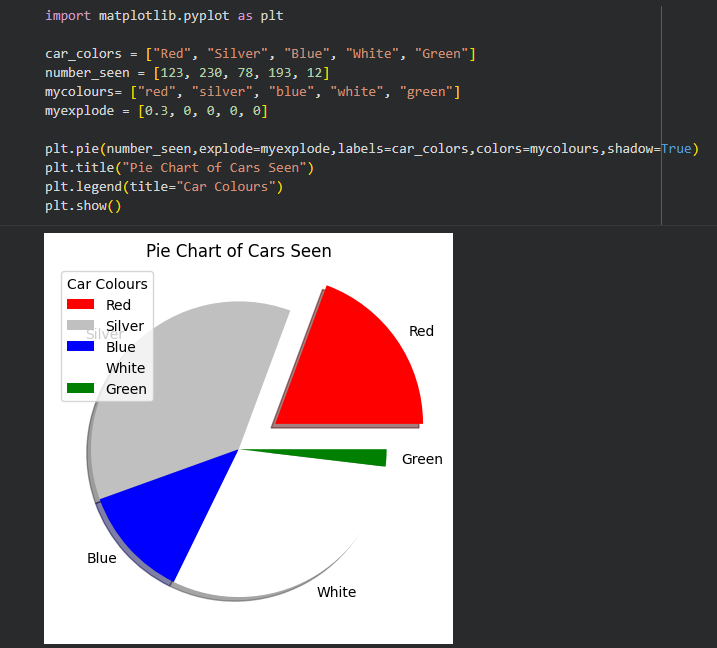 import matplotlib.pyplot as plt
car_colors = ["Red", "Silver", "Blue", "White", "Green"]
number_seen = [123, 230, 78, 193, 12]
mycolours= ["red", "silver", "blue", "white", "green"]
myexplode = [0.3, 0, 0, 0, 0]
plt.pie(number_seen,explode=myexplode,labels=car_colors,colors=mycolours,shadow=True)
plt.title("Pie Chart of Cars Seen")
plt.legend(title="Car Colours")
plt.show()
Pie Chart of Cars Seen
Car Colours
Red
Silver
Blue
White
Green
Silver
Red
Green
Blue
White